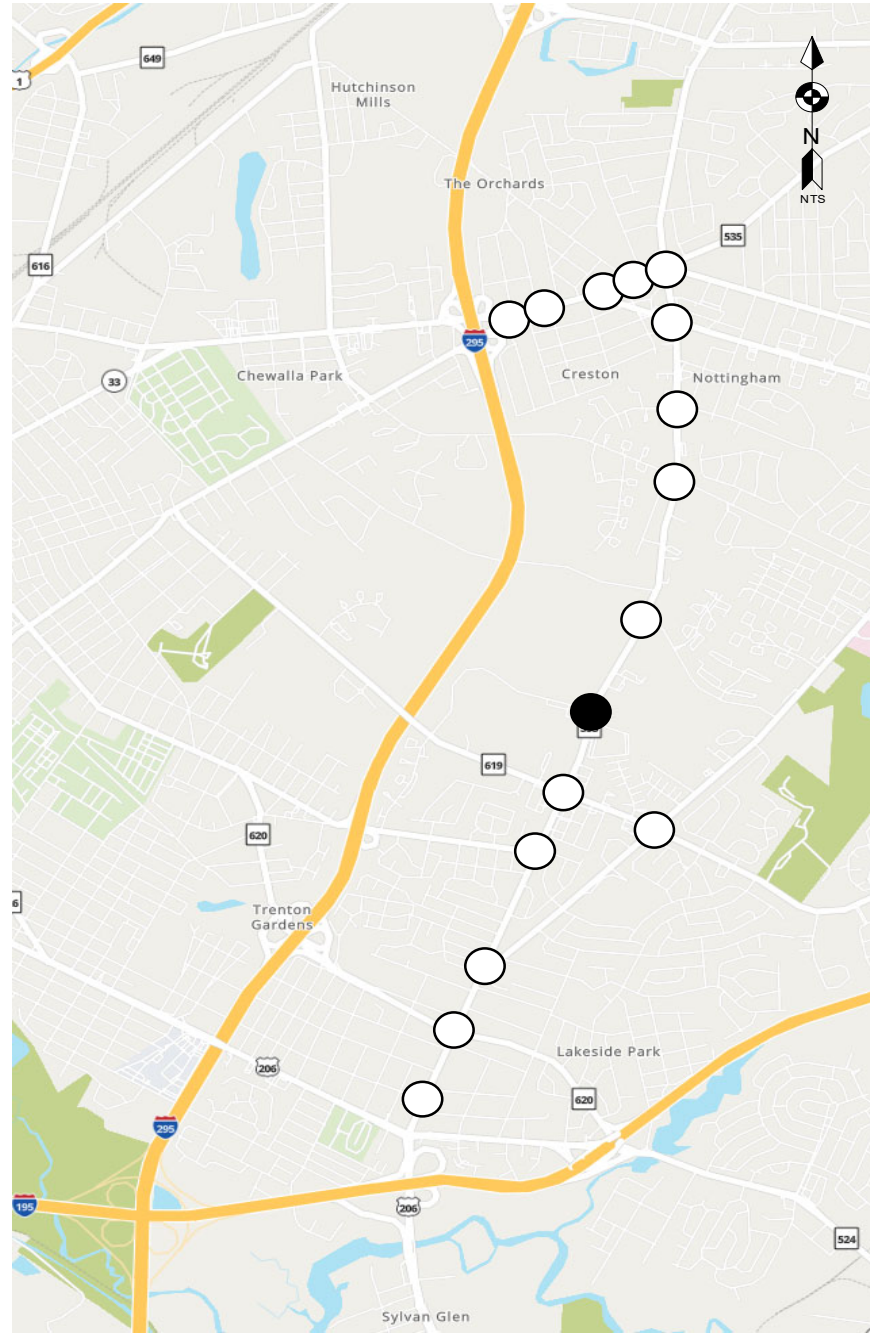 649
1
Hutchinson
Mills
N
The Orchards
NTS
535
616
295
33
Chewalla Park
Creston
Nottingham
619
620
6
Trenton
Gardens
206
Lakeside Park
620
295
195
206
524
Sylvan Glen